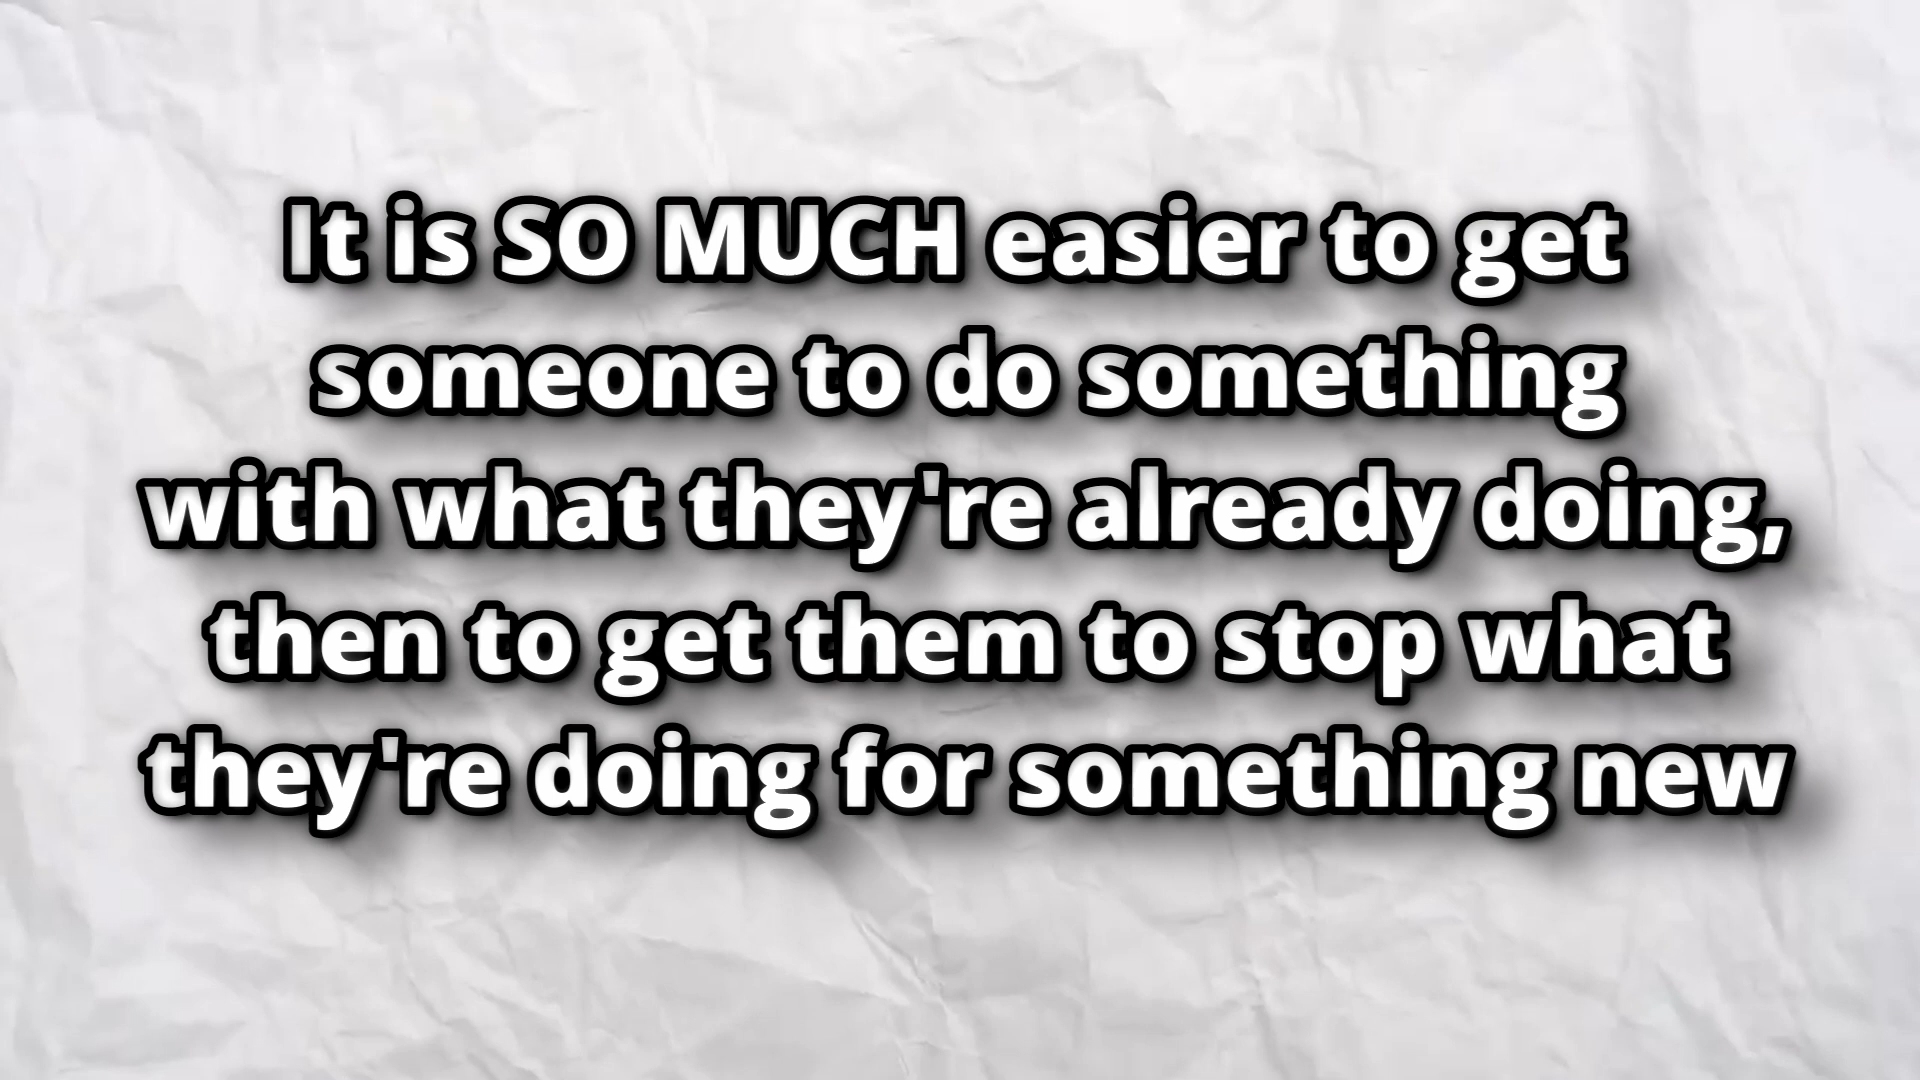 It is SO MUCH easier to get
someone to do something
with what they're already doing,
then to get them to stop what
they're doing for something new